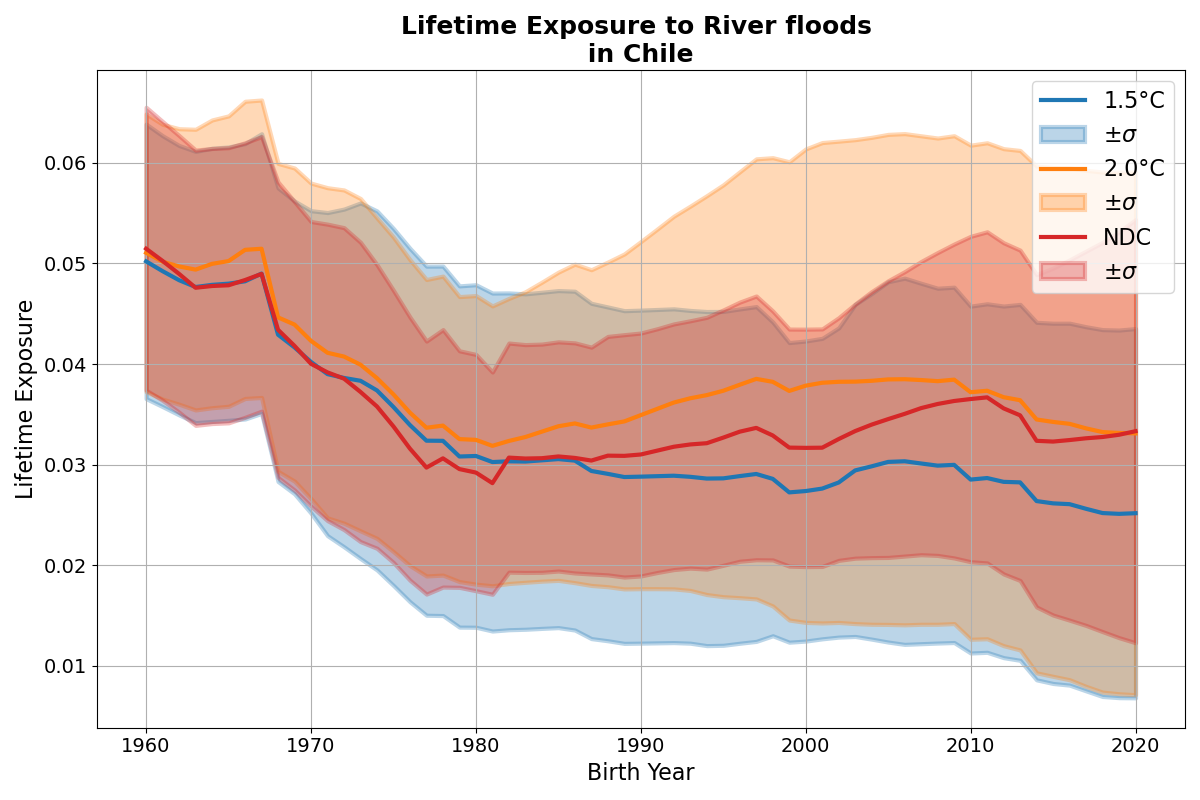 Lifetime Exposure to River floods
in Chile
Lifetime Exposure
0.06
0.05
0.04
0.03
0.02
0.01
1960 1970 1980 1990 2000 2010 2020
Birth Year
1.5°C
±σ
2.0°C
±σ
NDC
±σ